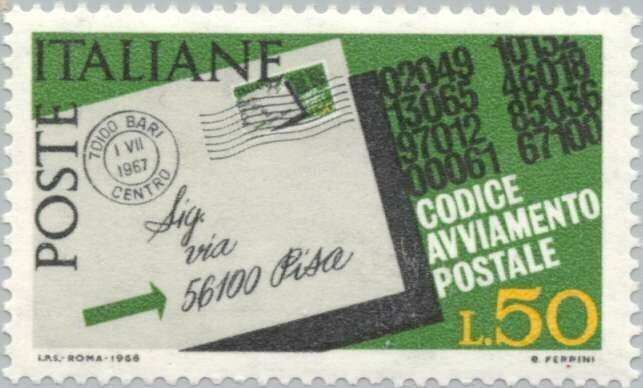 POSTE ITALIANE
70100 BARI
1 VII
1967
CENTRO
Sig.
via
56100 Pisa
02049 10152
13065 46018
97012 85036
00061 67100
CODICE
AVVIAMENTO
POSTALE
L.50
I.P.S.-ROMA-1968
R. FERRINI